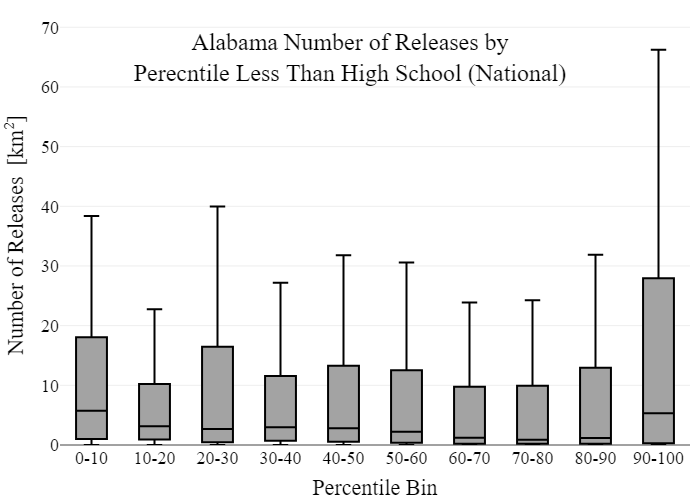 Alabama Number of Releases by
Perecntile Less Than High School (National)
Number of Releases [km²]
70
60
50
40
30
20
10
0
0-10 10-20 20-30 30-40 40-50 50-60 60-70 70-80 80-90 90-100
Percentile Bin